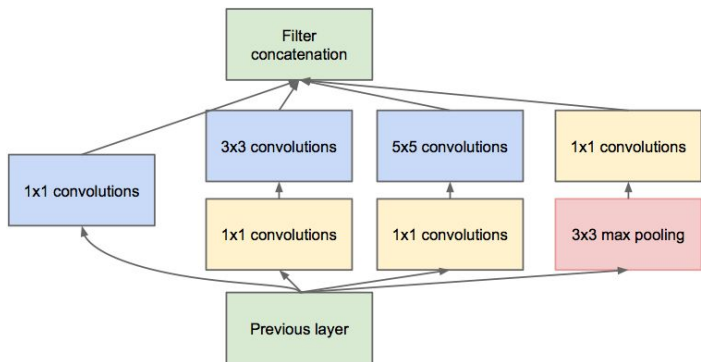 Filter
concatenation
3x3 convolutions
5x5 convolutions
1x1 convolutions
1x1 convolutions
1x1 convolutions
1x1 convolutions
3x3 max pooling
Previous layer